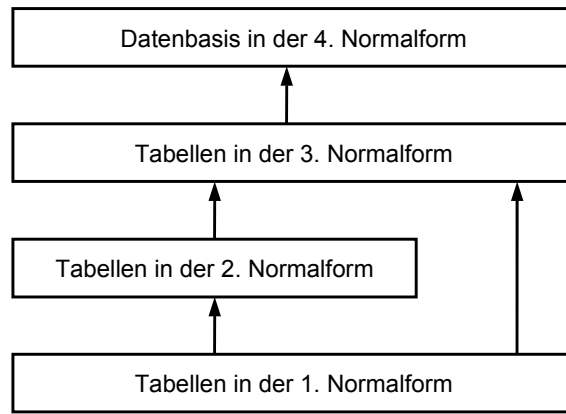 Datenbasis in der 4. Normalform
Tabellen in der 3. Normalform
Tabellen in der 2. Normalform
Tabellen in der 1. Normalform